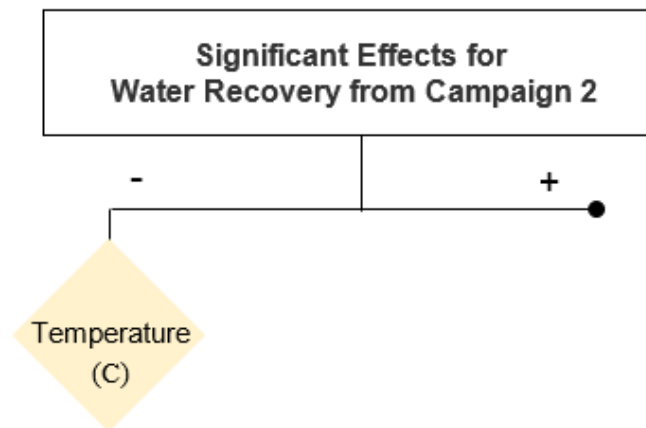 Significant Effects for
Water Recovery from Campaign 2
-
+
Temperature
(C)